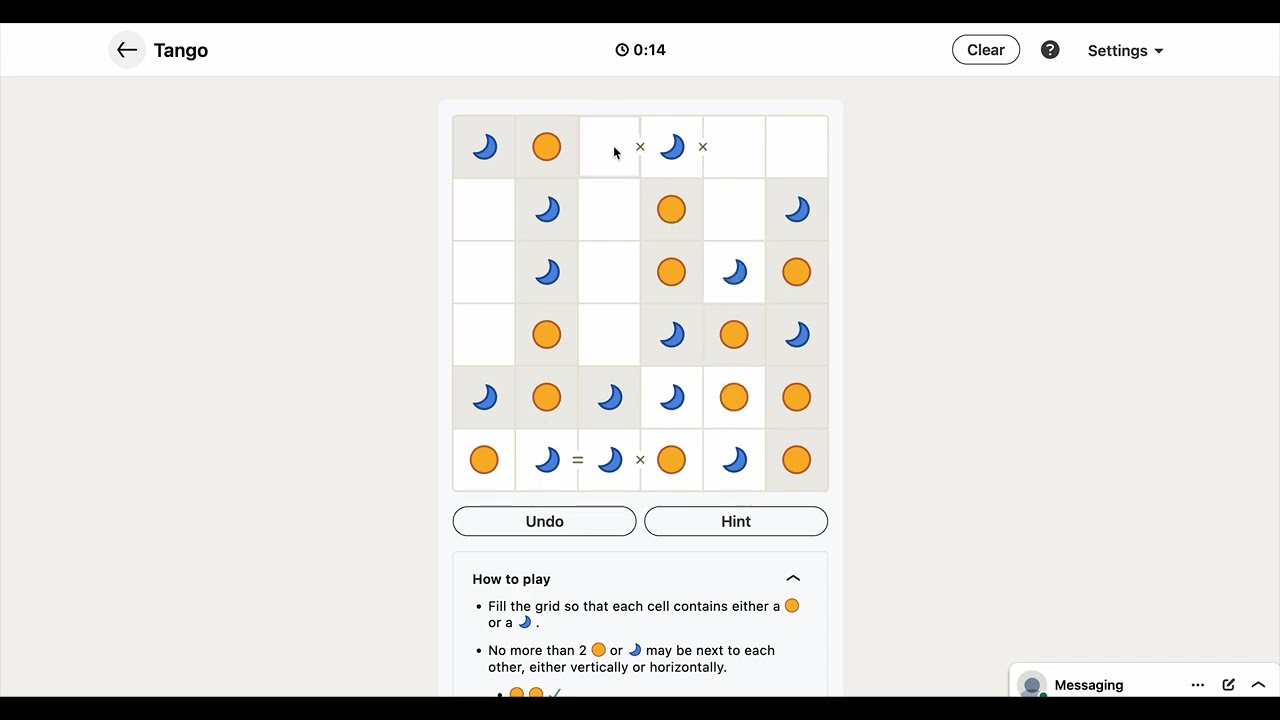 Tango
0:14
Clear
?
Settings
× ×
= ×
Undo
Hint
How to play
• Fill the grid so that each cell contains either a
or a .
• No more than 2 or may be next to each
other, either vertically or horizontally.
Messaging